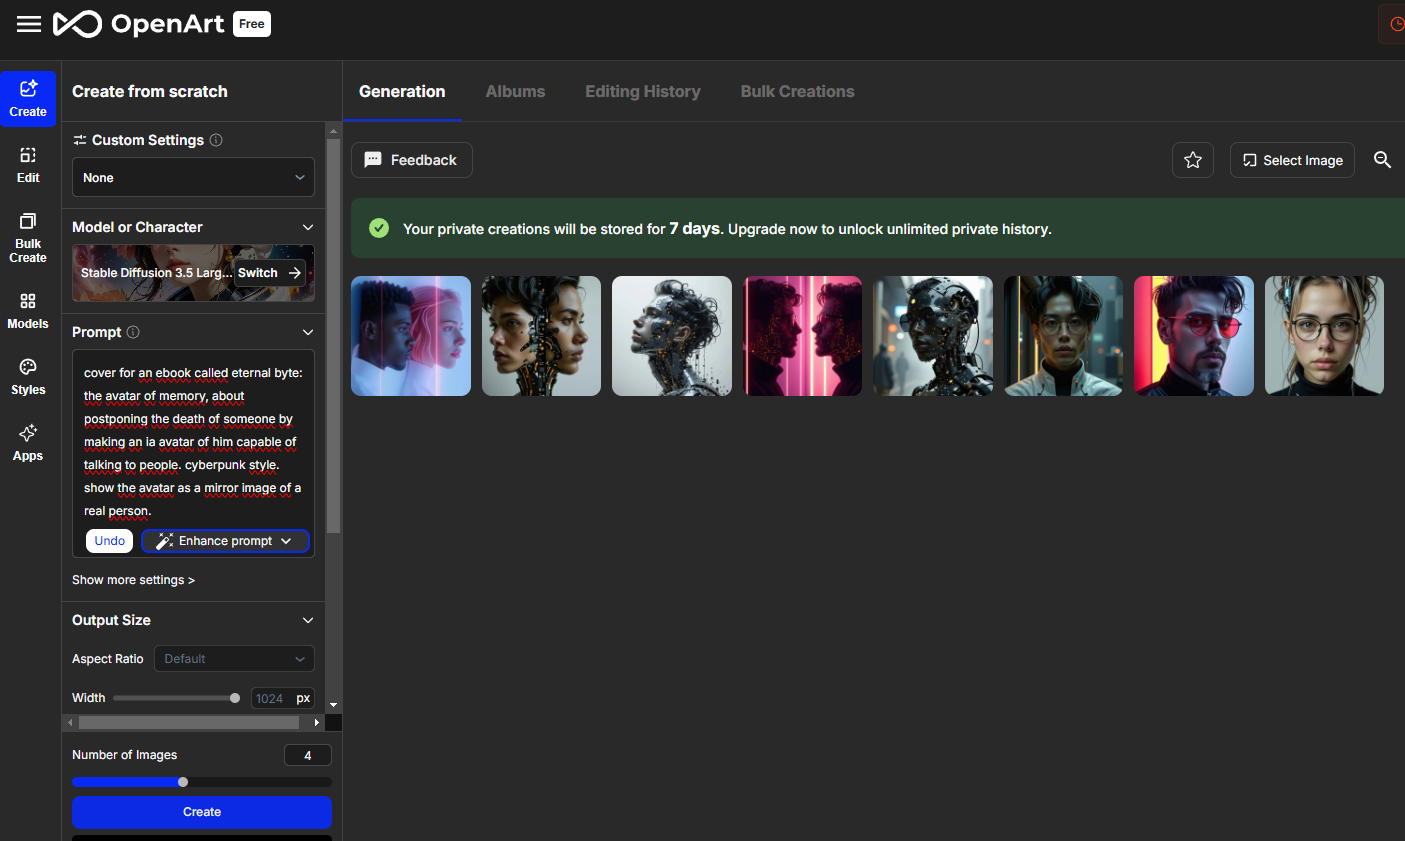 OpenArt Free
Create
Edit
Bulk
Create
Models
Styles
Apps
Create from scratch
Custom Settings
None
Model or Character
Stable Diffusion 3.5 Larg... Switch
Prompt
cover for an ebook called eternal byte:
the avatar of memory, about
postponing the death of someone by
making an ia avatar of him capable of
talking to people. cyberpunk style.
show the avatar as a mirror image of a
real person.
Undo Enhance prompt
Show more settings >
Output Size
Aspect Ratio Default
Width 1024 px
Number of Images 4
Create
Generation Albums Editing History Bulk Creations
Feedback Select Image
Your private creations will be stored for 7 days. Upgrade now to unlock unlimited private history.